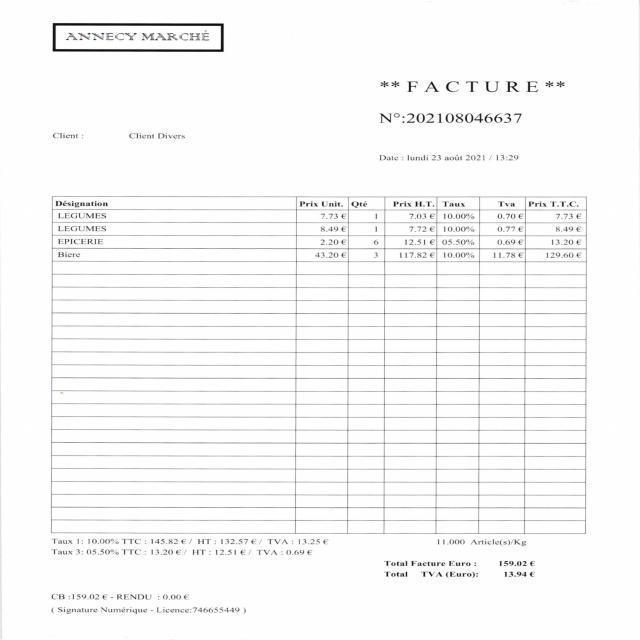 ANNECY MARCHÉ
** F A C T U R E **
N°:202108046637
Client : Client Divers
Date : lundi 23 août 2021 / 13:29
Désignation Prix Unit. Qté Prix H.T. Taux Tva Prix T.T.C.
LEGUMES 7.73 € 1 7.03 € 10.00% 0.70 € 7.73 €
LEGUMES 8.49 € 1 7.72 € 10.00% 0.77 € 8.49 €
EPICERIE 2.20 € 6 12.51 € 05.50% 0.69 € 13.20 €
Biere 43.20 € 3 117.82 € 10.00% 11.78 € 129.60 €
Taux 1: 10.00% TTC : 145.82 € / HT : 132.57 € / TVA : 13.25 € 11.000 Article(s)/Kg
Taux 3: 05.50% TTC : 13.20 € / HT : 12.51 € / TVA : 0.69 €
Total Facture Euro : 159.02 €
Total TVA (Euro): 13.94 €
CB :159.02 € - RENDU : 0.00 €
( Signature Numérique - Licence:746655449 )